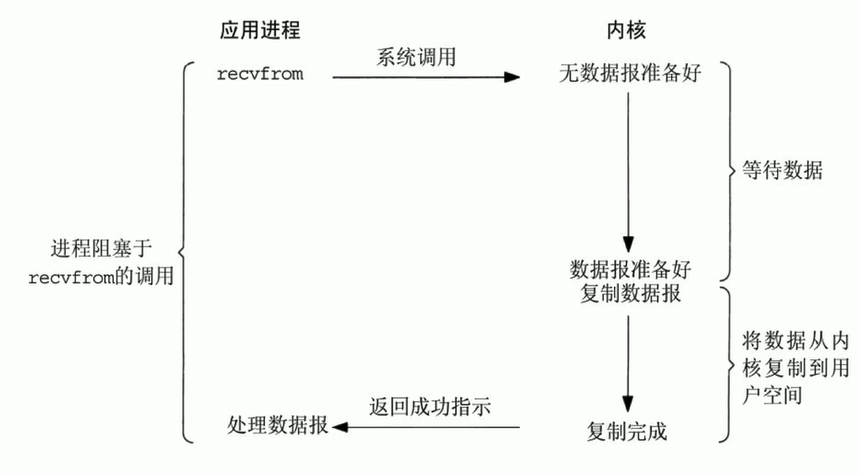 应用进程
内核
系统调用
recvfrom
无数据报准备好
等待数据
进程阻塞于
recvfrom的调用
数据报准备好
复制数据报
将数据从内
核复制到用
户空间
返回成功指示
处理数据报
复制完成